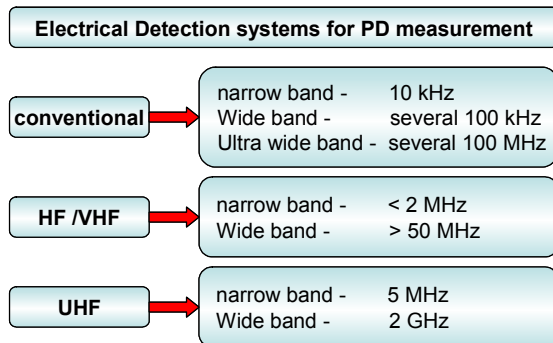 Electrical Detection systems for PD measurement
conventional
narrow band - 10 kHz
Wide band - several 100 kHz
Ultra wide band - several 100 MHz
HF /VHF
narrow band - < 2 MHz
Wide band - > 50 MHz
UHF
narrow band - 5 MHz
Wide band - 2 GHz